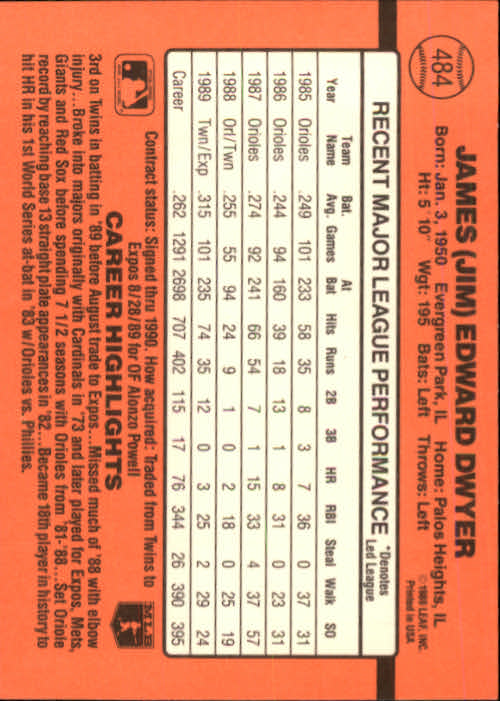 484
JAMES (JIM) EDWARD DWYER
Born: Jan. 3, 1950 Evergreen Park, IL Home: Palos Heights, IL
Ht: 5'10" Wgt: 195 Bats: Left Throws: Left
© 1989 LEAF, INC.
Printed in USA
RECENT MAJOR LEAGUE PERFORMANCE *Denotes Led League
Year Team Name Bat. Avg. Games At Bat Hits Runs 2B 3B HR RBI Steal Walk SO
1985 Orioles .249 101 233 58 35 8 3 7 36 0 37 31
1986 Orioles .244 94 160 39 18 13 1 8 31 0 23 31
1987 Orioles .274 92 241 66 54 7 1 15 33 4 37 57
1988 Orl/Twn .255 55 94 24 9 1 0 2 18 0 25 19
1989 Twn/Exp .315 101 235 74 35 12 0 3 25 2 29 24
Career .262 1291 2698 707 402 115 17 76 344 26 390 395
Contract status: Signed thru 1990. How acquired: Traded from Twins to
Expos 8/28/89 for OF Alonzo Powell
MLB
CAREER HIGHLIGHTS
3rd on Twins in batting in '89 before August trade to Expos...Missed much of '88 with elbow
injury...Broke into majors originally with Cardinals in '73 and later played for Expos, Mets,
Giants and Red Sox before spending 7 1/2 seasons with Orioles from '81-'88...Set Oriole
record by reaching base 13 straight plate appearances in '82...Became 18th player in history to
hit HR in his 1st World Series at-bat in '83 w/Orioles vs. Phillies.